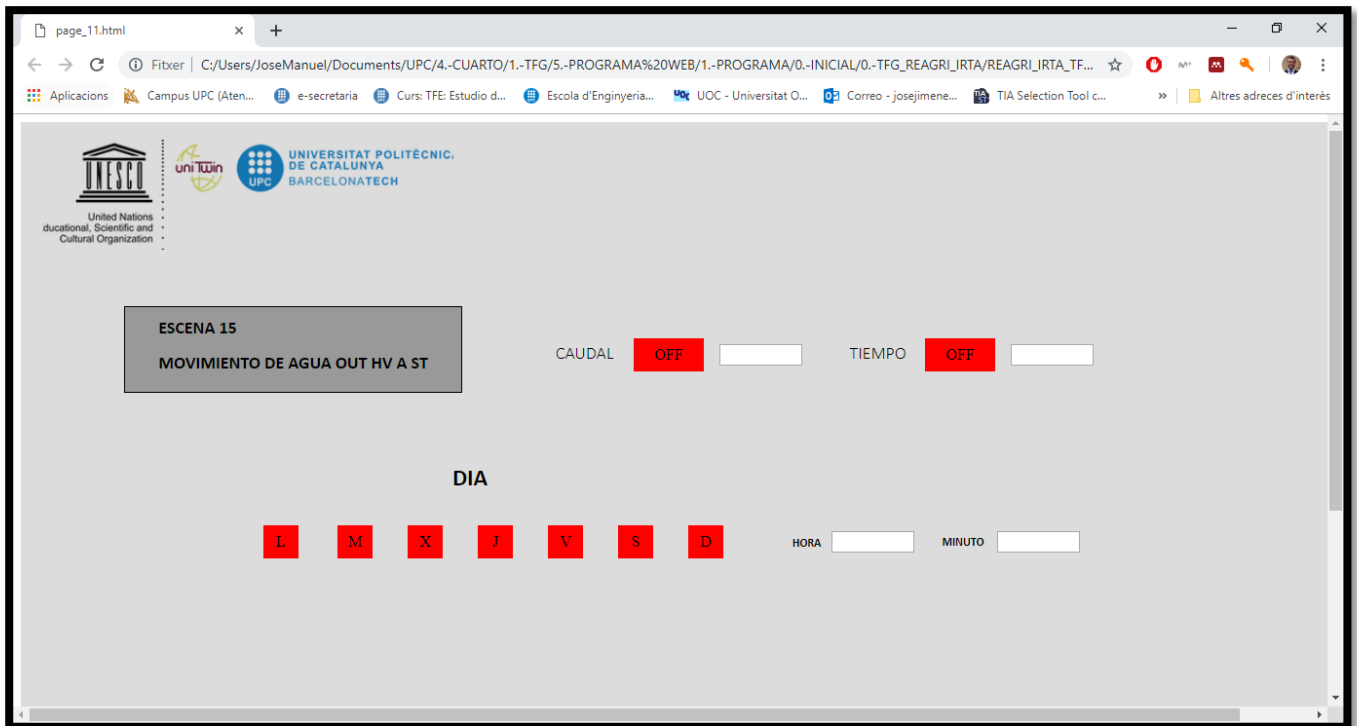 page_11.html
Fitxer | C:/Users/JoseManuel/Documents/UPC/4.-CUARTO/1.-TFG/5.-PROGRAMA%20WEB/1.-PROGRAMA/0.-INICIAL/0.-TFG_REAGRI_IRTA/REAGRI_IRTA_TF...
Aplicacions Campus UPC (Aten... e-secretaria Curs: TFE: Estudio d... Escola d'Enginyeria... UOC UOC - Universitat O... Correo - josejimene... TIA ST TIA Selection Tool c... » Altres adreces d'interès
UNESCO
United Nations
ducational, Scientific and
Cultural Organization
uniTwin
UPC
UNIVERSITAT POLITÈCNIC
DE CATALUNYA
BARCELONATECH
ESCENA 15
MOVIMIENTO DE AGUA OUT HV A ST
CAUDAL OFF TIEMPO OFF
DIA
L M X J V S D HORA MINUTO